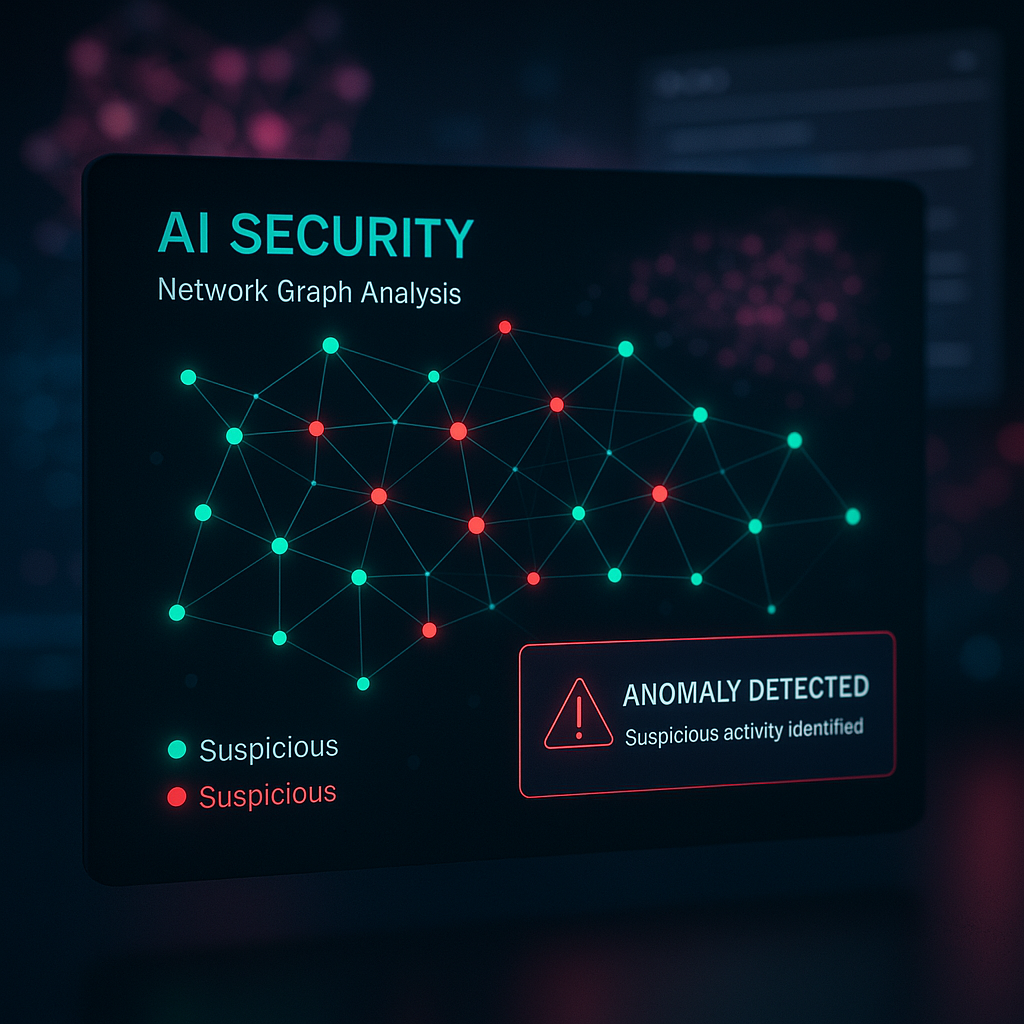 AI SECURITY
Network Graph Analysis
Suspicious
Suspicious
ANOMALY DETECTED
Suspicious activity identified